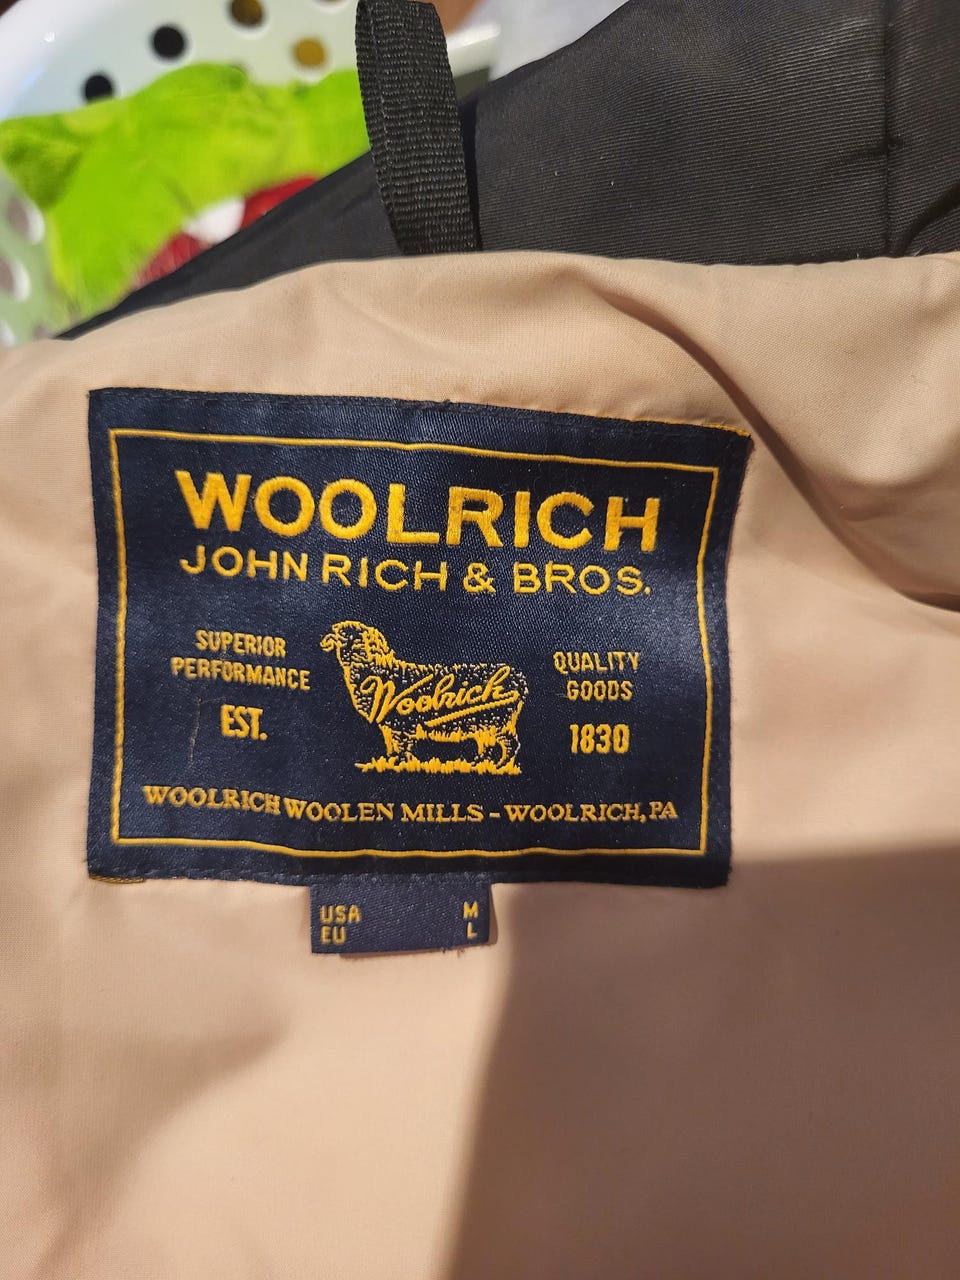 WOOLRICH
JOHN RICH & BROS.
SUPERIOR
PERFORMANCE
EST.
Woolrich
QUALITY
GOODS
1830
WOOLRICH WOOLEN MILLS - WOOLRICH, PA
USA M
EU L